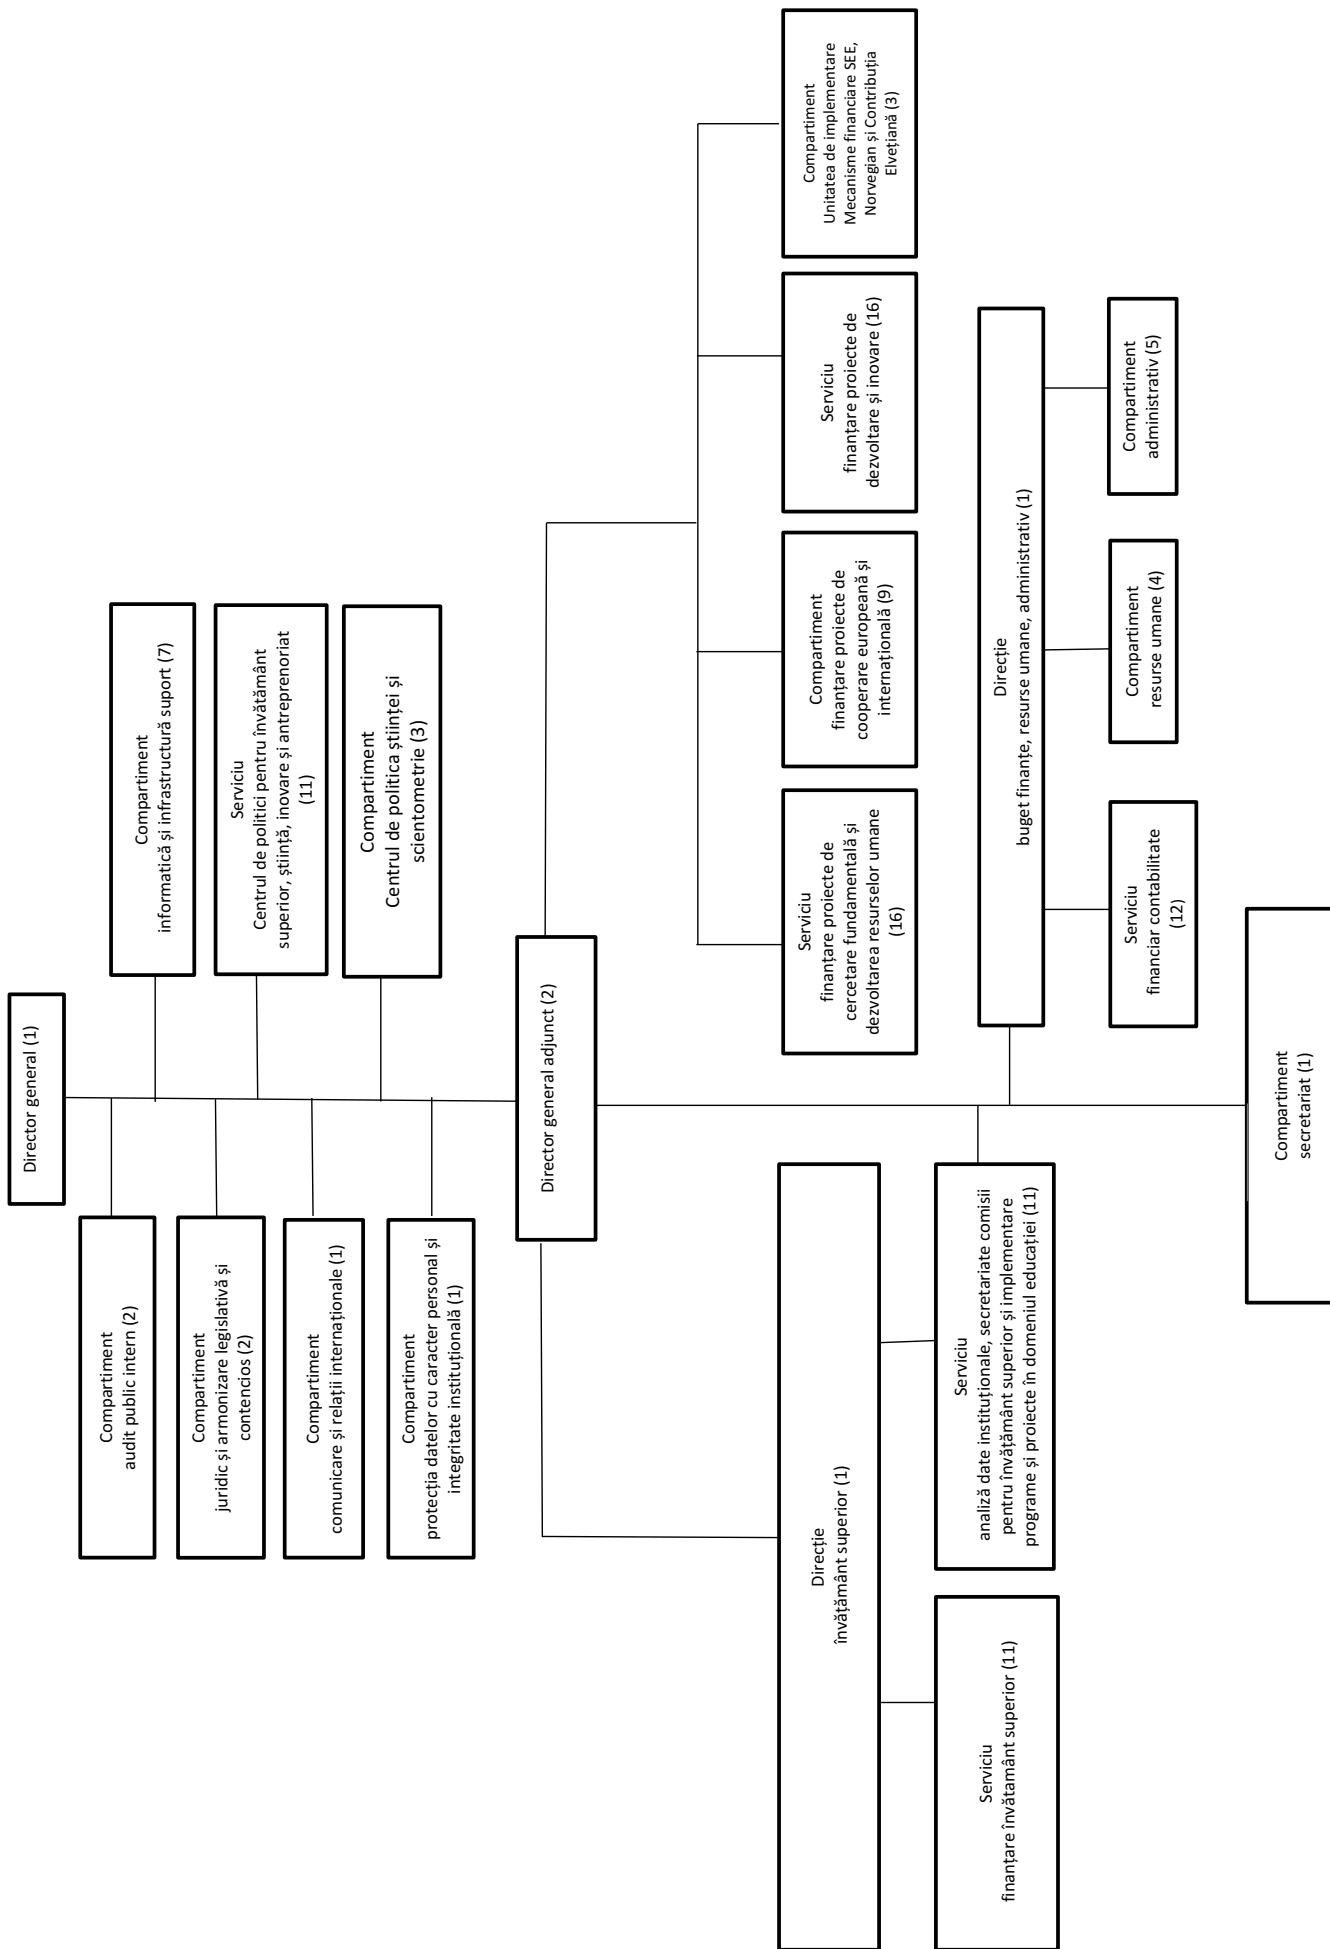 Director general (1)
Compartiment
audit public intern (2)
Compartiment
juridic și armonizare legislativă și
contencios (2)
Compartiment
comunicare și relații internaționale (1)
Compartiment
protecția datelor cu caracter personal și
integritate instituțională (1)
Compartiment
informatică și infrastructură suport (7)
Serviciu
Centrul de politici pentru învătământ
superior, știință, inovare și antreprenoriat
(11)
Compartiment
Centrul de politica științei și
scientometrie (3)
Director general adjunct (2)
Direcție
învățământ superior (1)
Serviciu
finanțare învătamânt superior (11)
Serviciu
analiză date instituționale, secretariate comisii
pentru învățământ superior și implementare
programe și proiecte în domeniul educației (11)
Serviciu
finanțare proiecte de
cercetare fundamentală și
dezvoltarea resurselor umane
(16)
Compartiment
finanțare proiecte de
cooperare europeană și
internațională (9)
Serviciu
finanțare proiecte de
dezvoltare și inovare (16)
Compartiment
Unitatea de implementare
Mecanisme financiare SEE,
Norvegian și Contribuția
Elvețiană (3)
Direcție
buget finanțe, resurse umane, administrativ (1)
Serviciu
financiar contabilitate
(12)
Compartiment
resurse umane (4)
Compartiment
administrativ (5)
Compartiment
secretariat (1)